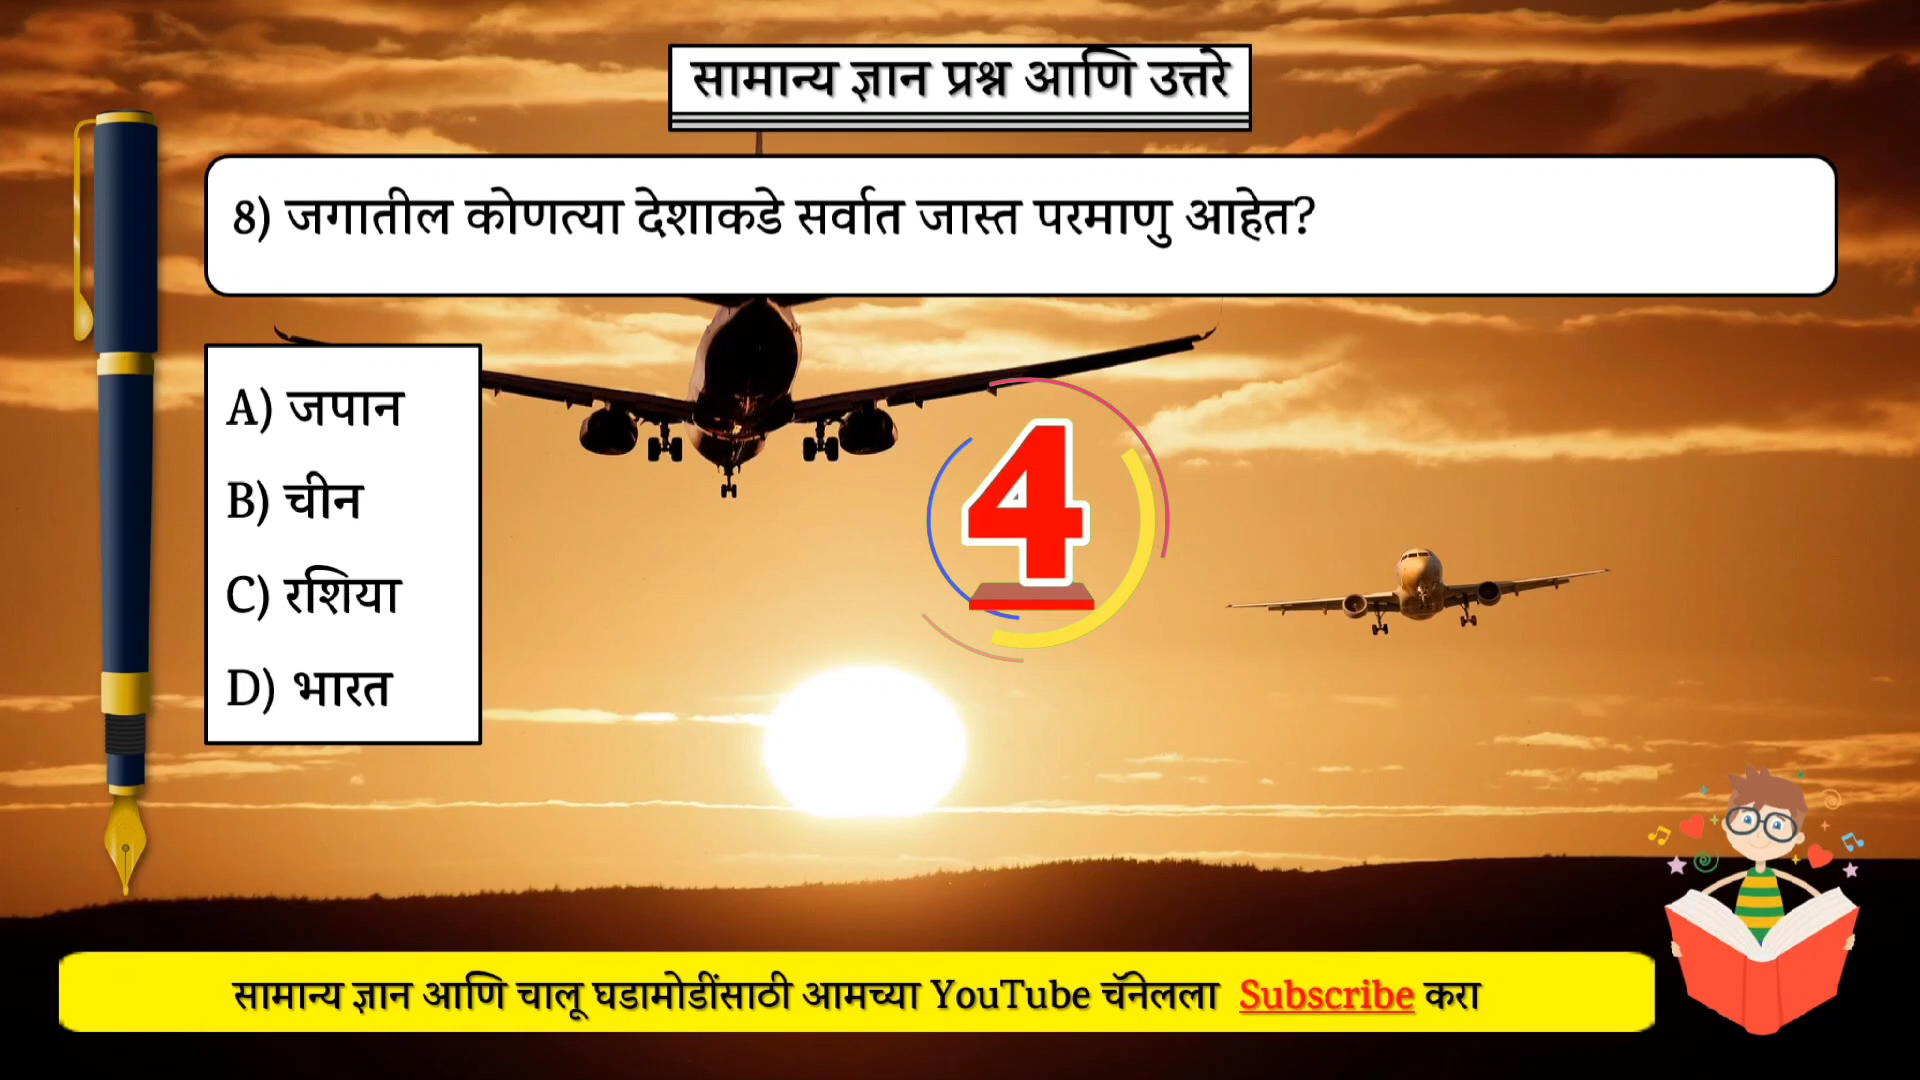 सामान्य ज्ञान प्रश्न आणि उत्तरे
8) जगातील कोणत्या देशाकडे सर्वात जास्त परमाणु आहेत?
A) जपान
B) चीन
C) रशिया
D) भारत
4
सामान्य ज्ञान आणि चालू घडामोडींसाठी आमच्या YouTube चॅनेलला Subscribe करा